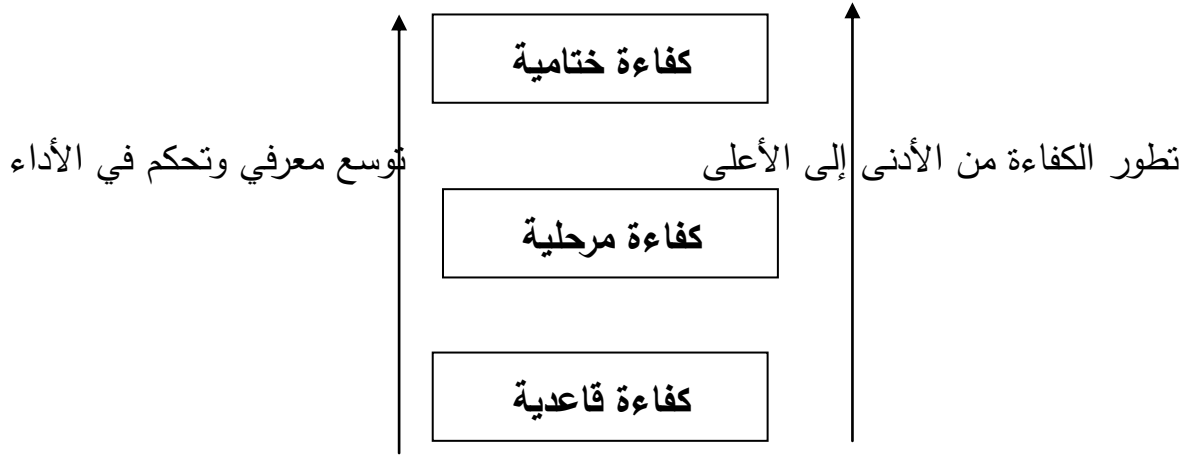 كفاءة ختامية
تطور الكفاءة من الأدنى إلى الأعلى
توسع معرفي وتحكم في الأداء
كفاءة مرحلية
كفاءة قاعدية